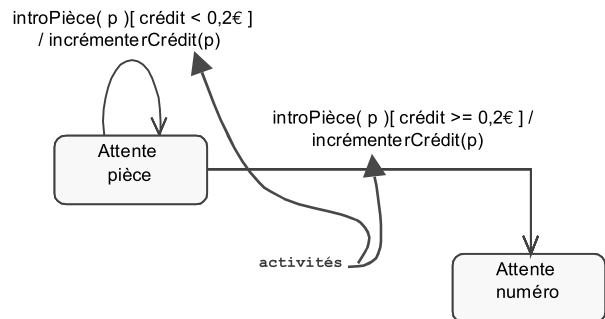 introPièce( p )[ crédit < 0,2€ ]
/ incrémenterCrédit(p)
introPièce( p )[ crédit >= 0,2€ ] /
incrémenterCrédit(p)
Attente
pièce
activités
Attente
numéro